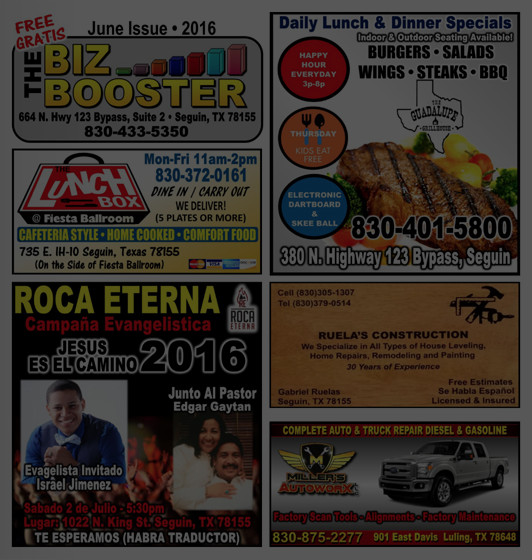 FREE
GRATIS
June Issue • 2016
THE BIZ
BOOSTER
664 N. Hwy 123 Bypass, Suite 2 • Seguin, TX 78155
830-433-5350
THE
LUNCH
BOX
@ Fiesta Ballroom
Mon-Fri 11am-2pm
830-372-0161
DINE IN / CARRY OUT
WE DELIVER!
(5 PLATES OR MORE)
CAFETERIA STYLE • HOME COOKED • COMFORT FOOD
735 E. IH-10 Seguin, Texas 78155
(On the Side of Fiesta Ballroom)
VISA
ROCA ETERNA
Campaña Evangelistica
ROCA
ETERNA
JESUS
ES EL CAMINO 2016
Junto Al Pastor
Edgar Gaytan
Evagelista Invitado
Israel Jimenez
Sabado 2 de Julio - 5:30pm
Lugar: 1022 N. King St. Seguin, TX 78155
TE ESPERAMOS (HABRA TRADUCTOR)
Daily Lunch & Dinner Specials
Indoor & Outdoor Seating Available!
BURGERS • SALADS
WINGS • STEAKS • BBQ
HAPPY
HOUR
EVERYDAY
3p-8p
THE
GUADALUPE
GRILLHOUSE
THURSDAY
KIDS EAT
FREE
ELECTRONIC
DARTBOARD
&
SKEE BALL
830-401-5800
380 N. Highway 123 Bypass, Seguin
Cell (830)305-1307
Tel (830)379-0514
RUELA'S CONSTRUCTION
We Specialize in All Types of House Leveling,
Home Repairs, Remodeling and Painting
30 Years of Experience
Gabriel Ruelas
Seguin, TX 78155
Free Estimates
Se Habla Español
Licensed & Insured
COMPLETE AUTO & TRUCK REPAIR DIESEL & GASOLINE
MILLER'S
AUTOWORX
Factory Scan Tools - Alignments - Factory Maintenance
830-875-2277 901 East Davis Luling, TX 78648